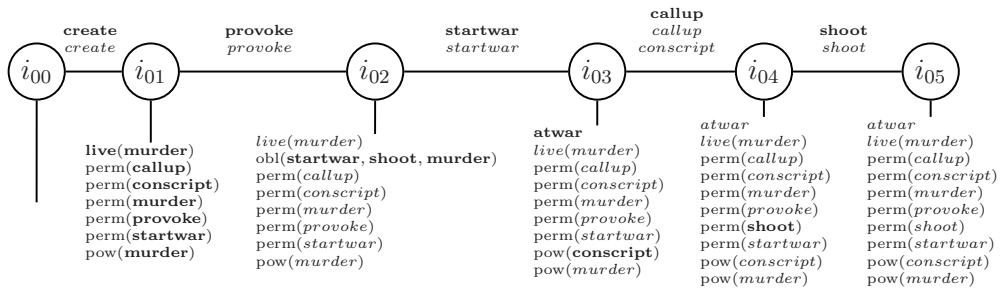 create
create
provoke
provoke
startwar
startwar
callup
callup
conscript
shoot
shoot
i00
i01
i02
i03
i04
i05
live(murder)
perm(callup)
perm(conscript)
perm(murder)
perm(provoke)
perm(startwar)
pow(murder)
live(murder)
obl(startwar, shoot, murder)
perm(callup)
perm(conscript)
perm(murder)
perm(provoke)
perm(startwar)
pow(murder)
atwar
live(murder)
perm(callup)
perm(conscript)
perm(murder)
perm(provoke)
perm(startwar)
pow(conscript)
pow(murder)
atwar
live(murder)
perm(callup)
perm(conscript)
perm(murder)
perm(provoke)
perm(shoot)
perm(startwar)
pow(conscript)
pow(murder)
atwar
live(murder)
perm(callup)
perm(conscript)
perm(murder)
perm(provoke)
perm(shoot)
perm(startwar)
pow(conscript)
pow(murder)